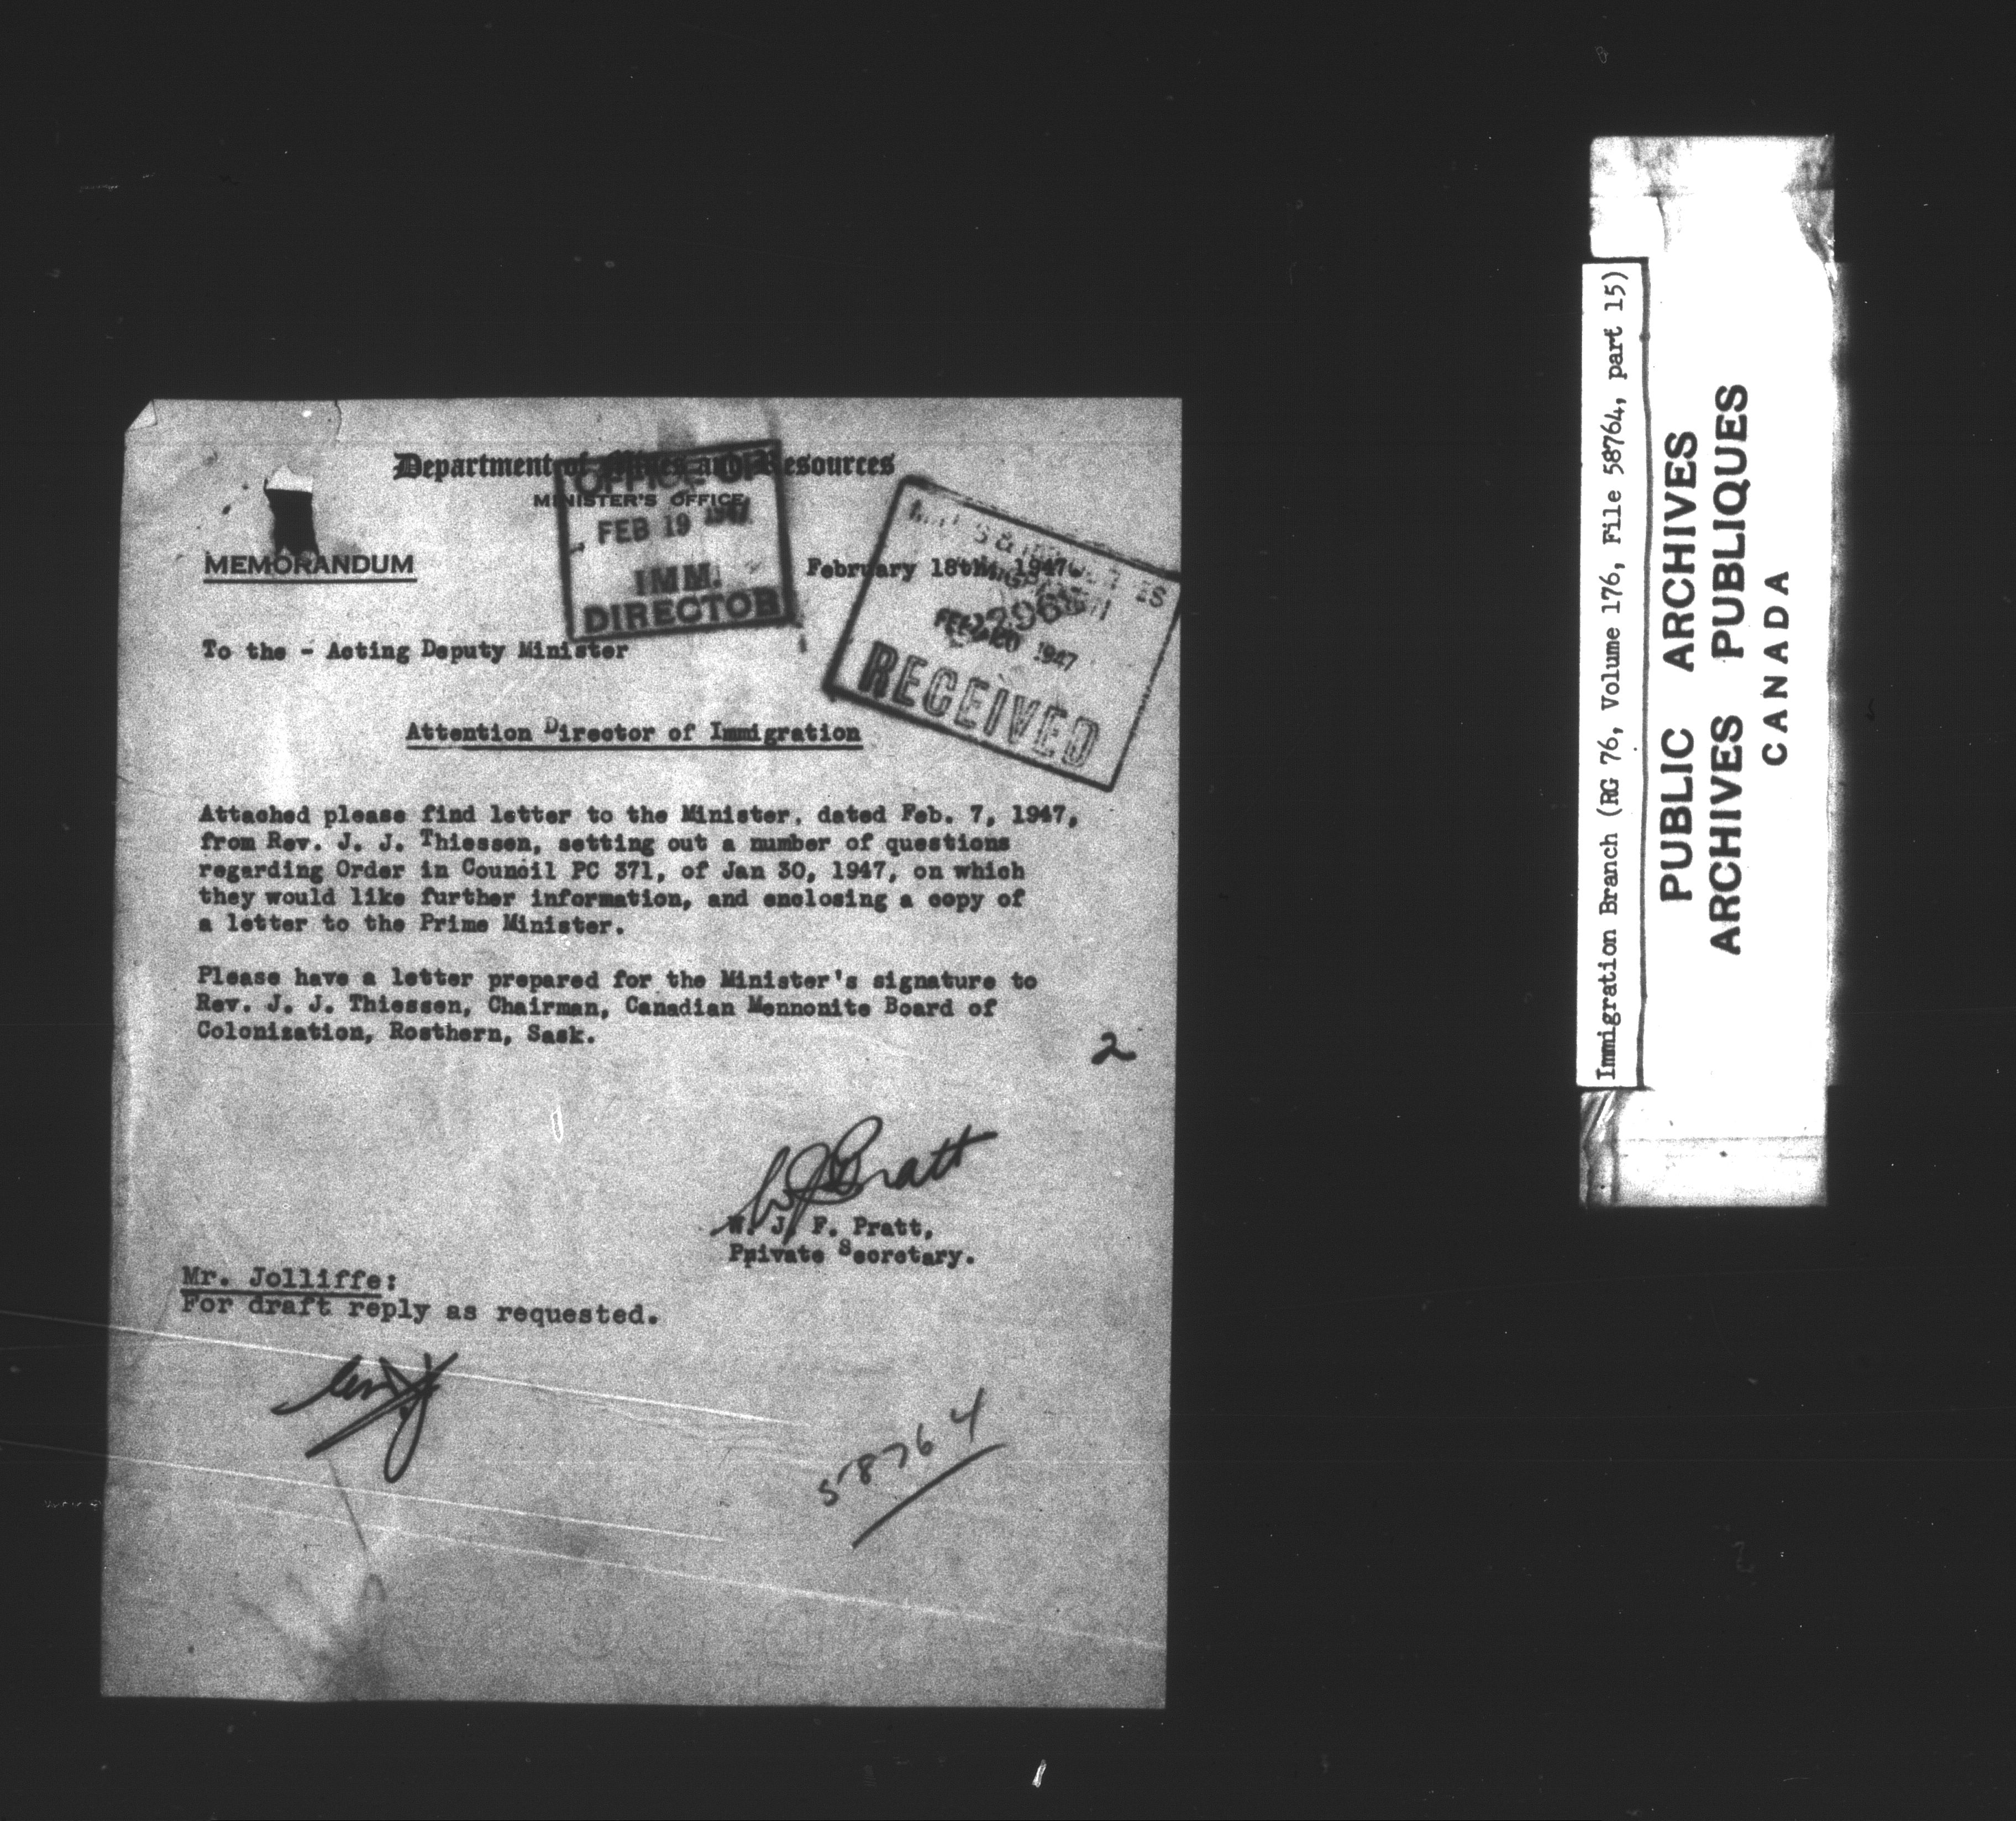 Department of Mines and Resources
MINISTER'S OFFICE
OFFICE OF
FEB 19 1947
IMM.
DIRECTOR
MEMORANDUM
February 18th, 1947.
1947
RECEIVED
To the - Acting Deputy Minister
Attention Director of Immigration
Attached please find letter to the Minister, dated Feb. 7, 1947,
from Rev. J. J. Thiessen, setting out a number of questions
regarding Order in Council PC 371, of Jan 30, 1947, on which
they would like further information, and enclosing a copy of
a letter to the Prime Minister.
Please have a letter prepared for the Minister's signature to
Rev. J. J. Thiessen, Chairman, Canadian Mennonite Board of
Colonization, Rosthern, Sask.
2
WJPratt
W. J. F. Pratt,
Private Secretary.
Mr. Jolliffe:
For draft reply as requested.
58764
Immigration Branch (RG 76, Volume 176, File 58764, part 15)
PUBLIC ARCHIVES
ARCHIVES PUBLIQUES
CANADA